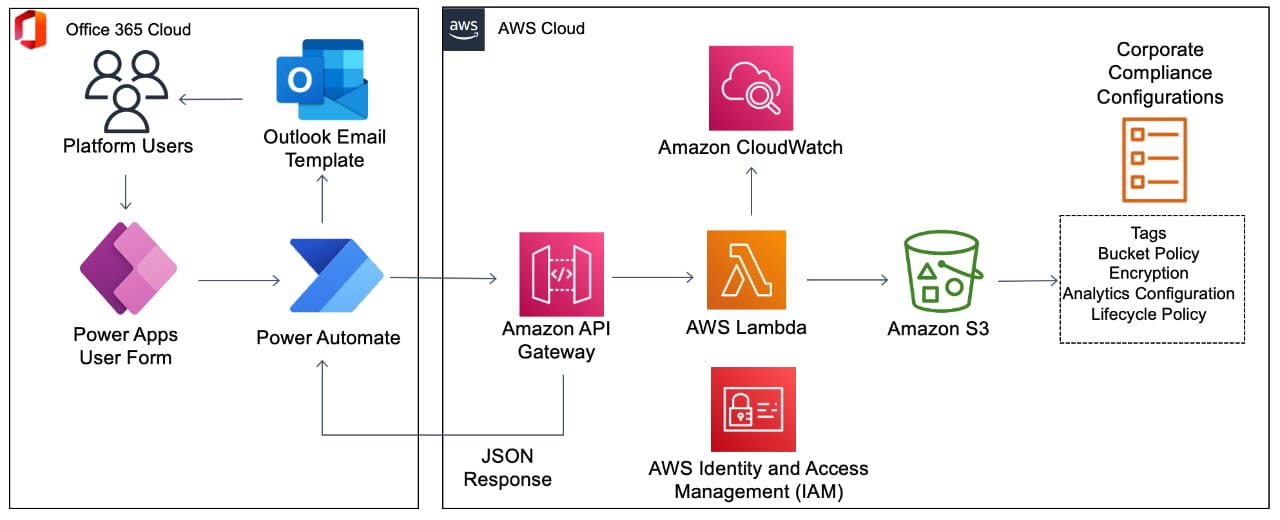 Office 365 Cloud
Platform Users
O
Outlook Email
Template
Power Apps
User Form
Power Automate
aws
AWS Cloud
Amazon CloudWatch
</>
Amazon API
Gateway
AWS Lambda
Amazon S3
JSON
Response
AWS Identity and Access
Management (IAM)
Corporate
Compliance
Configurations
Tags
Bucket Policy
Encryption
Analytics Configuration
Lifecycle Policy